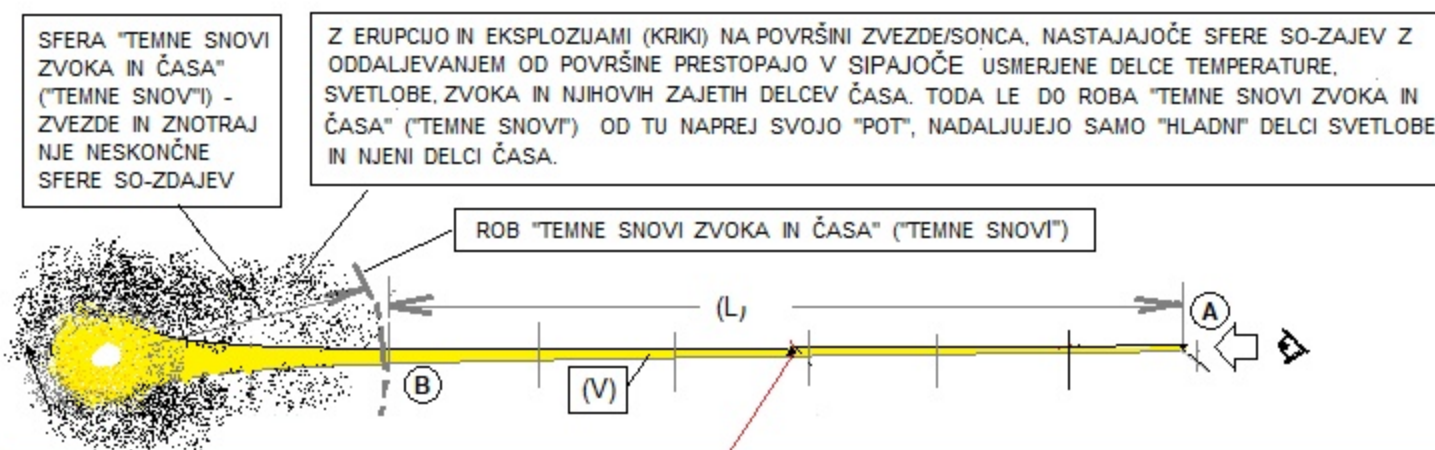 SFERA "TEMNE SNOVI
ZVOKA IN ČASA"
("TEMNE SNOV"I) -
ZVEZDE IN ZNOTRAJ
NJE NESKONČNE
SFERE SO-ZDAJEV
Z ERUPCIJO IN EKSPLOZIJAMI (KRIKI) NA POVRŠINI ZVEZDE/SONCA, NASTAJAJOČE SFERE SO-ZAJEV Z
ODDALJEVANJEM OD POVRŠINE PRESTOPAJO V SIPAJOČE USMERJENE DELCE TEMPERATURE,
SVETLOBE, ZVOKA IN NJIHOVIH ZAJETIH DELCEV ČASA. TODA LE DO ROBA "TEMNE SNOVI ZVOKA IN
ČASA" ("TEMNE SNOVI") OD TU NAPREJ SVOJO "POT", NADALJUJEJO SAMO "HLADNI" DELCI SVETLOBE
IN NJENI DELCI ČASA.
ROB "TEMNE SNOVI ZVOKA IN ČASA" ("TEMNE SNOVI")
(L)
A
B
(V)